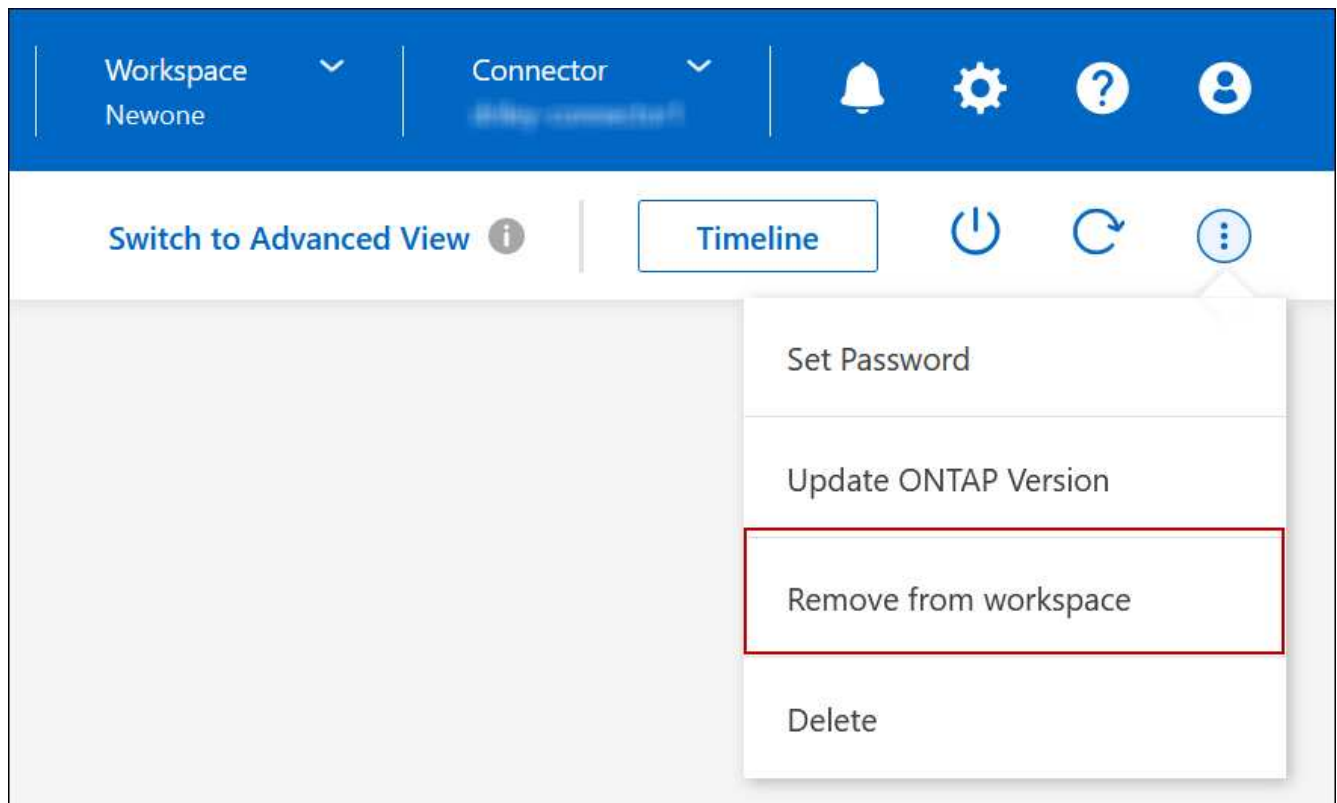 Workspace
Newone
Connector
Switch to Advanced View
Timeline
Set Password
Update ONTAP Version
Remove from workspace
Delete